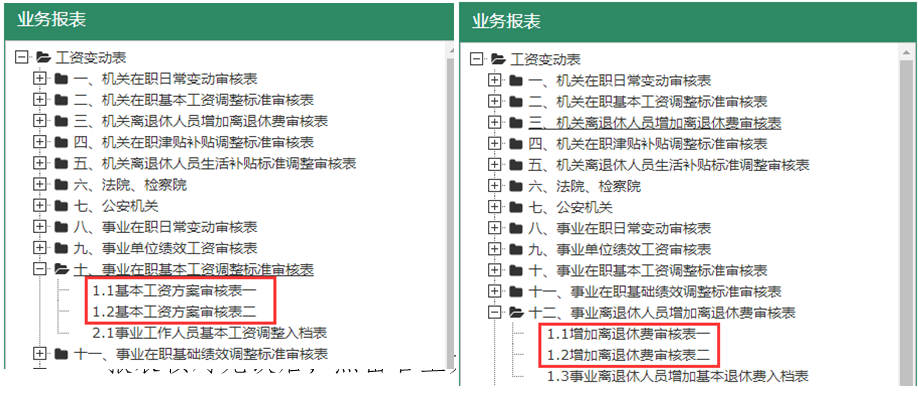 业务报表
工资变动表
一、机关在职日常变动审核表
二、机关在职基本工资调整标准审核表
三、机关离退休人员增加离退休费审核表
四、机关在职津贴补贴调整标准审核表
五、机关离退休人员生活补贴标准调整审核表
六、法院、检察院
七、公安机关
八、事业在职日常变动审核表
九、事业单位绩效工资审核表
十、事业在职基本工资调整标准审核表
1.1基本工资方案审核表一
1.2基本工资方案审核表二
2.1事业工作人员基本工资调整入档表
十一、事业在职基础绩效调整标准审核表
业务报表
工资变动表
一、机关在职日常变动审核表
二、机关在职基本工资调整标准审核表
三、机关离退休人员增加离退休费审核表
四、机关在职津贴补贴调整标准审核表
五、机关离退休人员生活补贴标准调整审核表
六、法院、检察院
七、公安机关
八、事业在职日常变动审核表
九、事业单位绩效工资审核表
十、事业在职基本工资调整标准审核表
十一、事业在职基础绩效调整标准审核表
十二、事业离退休人员增加离退休费审核表
1.1增加离退休费审核表一
1.2增加离退休费审核表二
1.3事业离退休人员增加基本退休费入档表